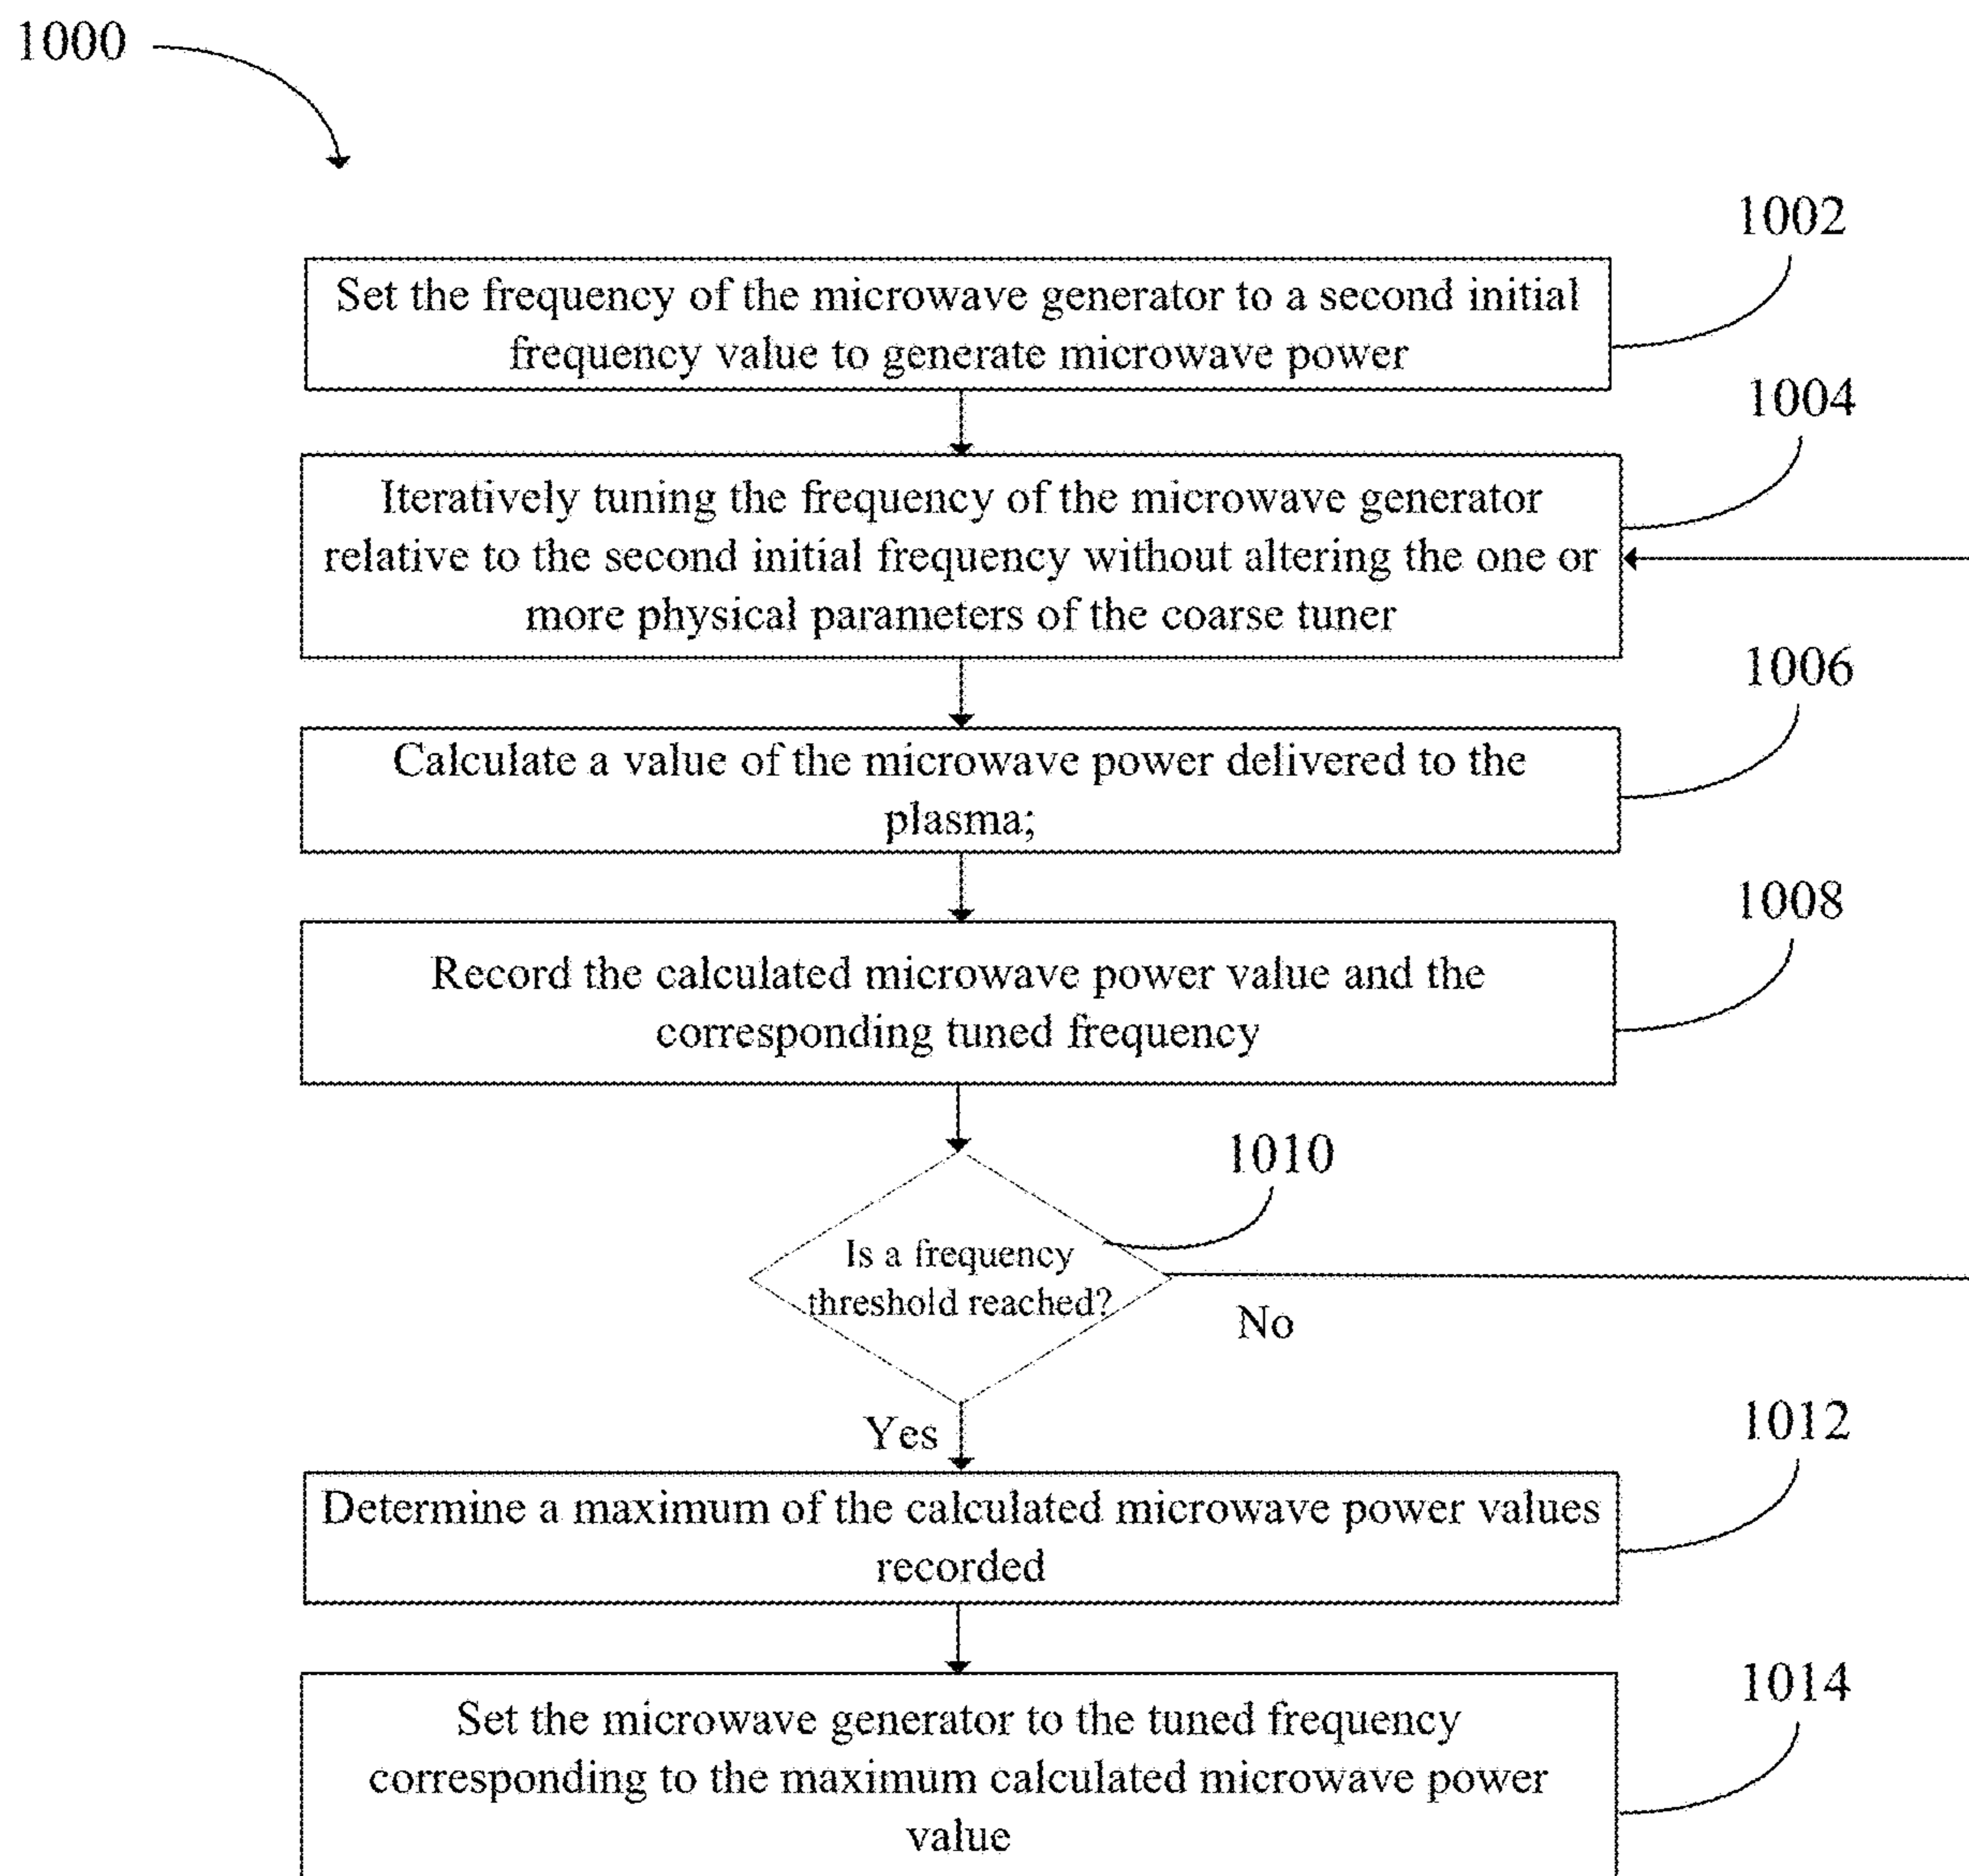 1000
1002
Set the frequency of the microwave generator to a second initial
frequency value to generate microwave power
1004
Iteratively tuning the frequency of the microwave generator
relative to the second initial frequency without altering the one or
more physical parameters of the coarse tuner
1006
Calculate a value of the microwave power delivered to the
plasma;
1008
Record the calculated microwave power value and the
corresponding tuned frequency
1010
Is a frequency
threshold reached?
No
Yes
1012
Determine a maximum of the calculated microwave power values
recorded
1014
Set the microwave generator to the tuned frequency
corresponding to the maximum calculated microwave power
value